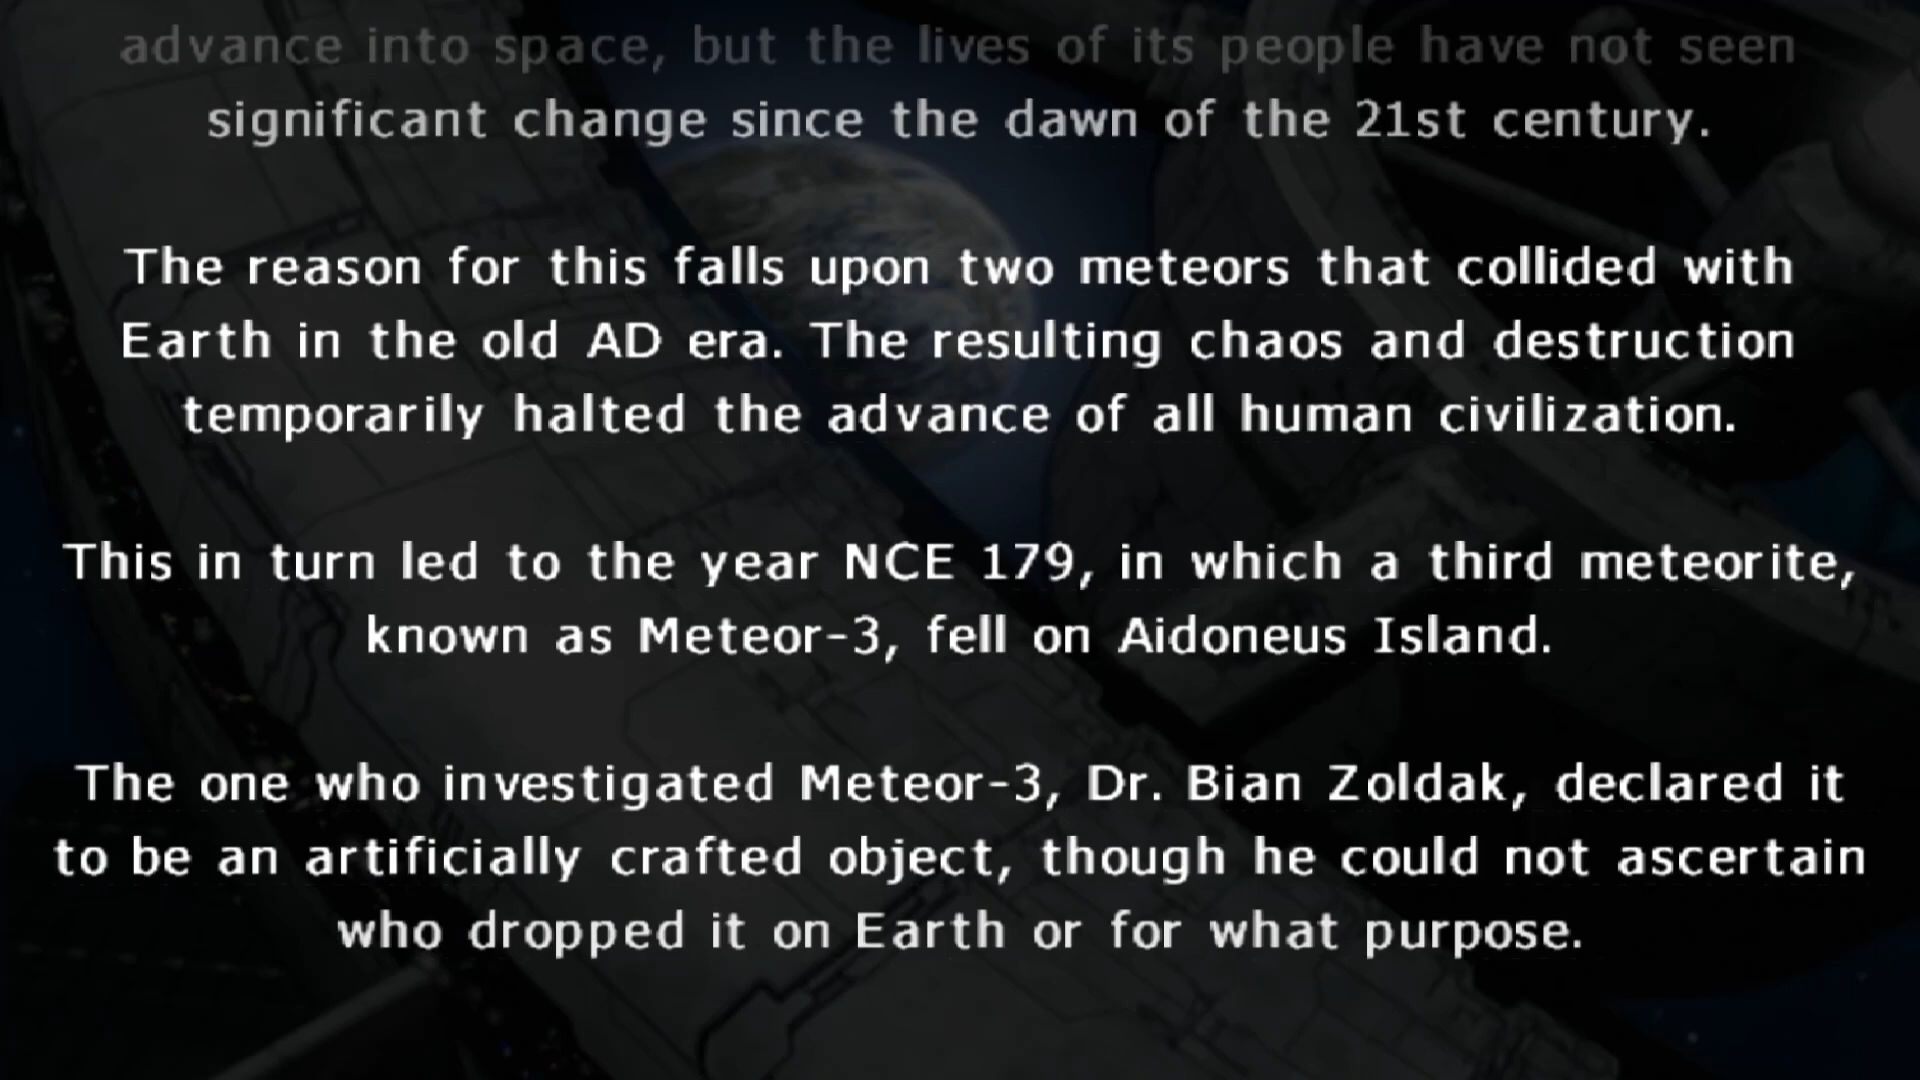 advance into space, but the lives of its people have not seen
significant change since the dawn of the 21st century.
The reason for this falls upon two meteors that collided with
Earth in the old AD era. The resulting chaos and destruction
temporarily halted the advance of all human civilization.
This in turn led to the year NCE 179, in which a third meteorite,
known as Meteor-3, fell on Aidoneus Island.
The one who investigated Meteor-3, Dr. Bian Zoldak, declared it
to be an artificially crafted object, though he could not ascertain
who dropped it on Earth or for what purpose.